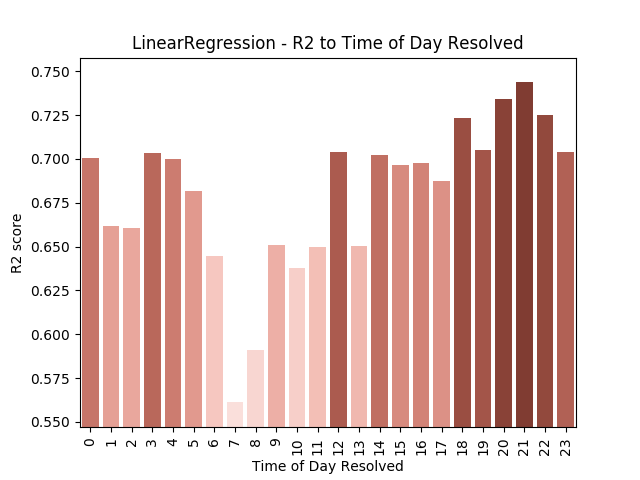 LinearRegression - R2 to Time of Day Resolved
R2 score
0.750
0.725
0.700
0.675
0.650
0.625
0.600
0.575
0.550
0 1 2 3 4 5 6 7 8 9 10 11 12 13 14 15 16 17 18 19 20 21 22 23
Time of Day Resolved